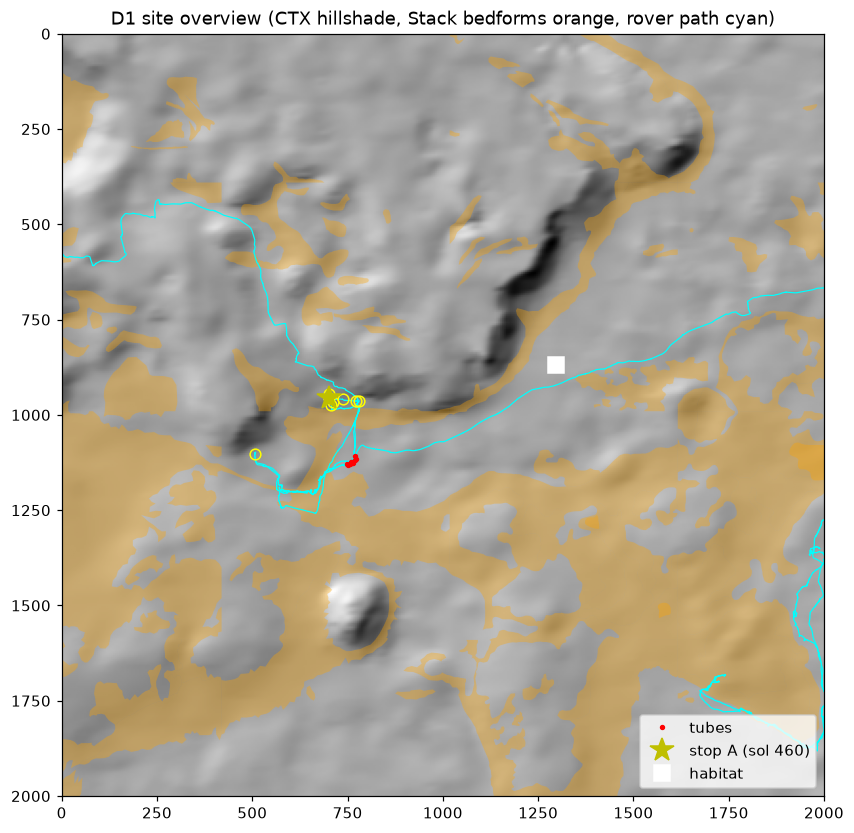 D1 site overview (CTX hillshade, Stack bedforms orange, rover path cyan)
0
250
500
750
1000
1250
1500
1750
2000
0 250 500 750 1000 1250 1500 1750 2000
tubes
stop A (sol 460)
habitat